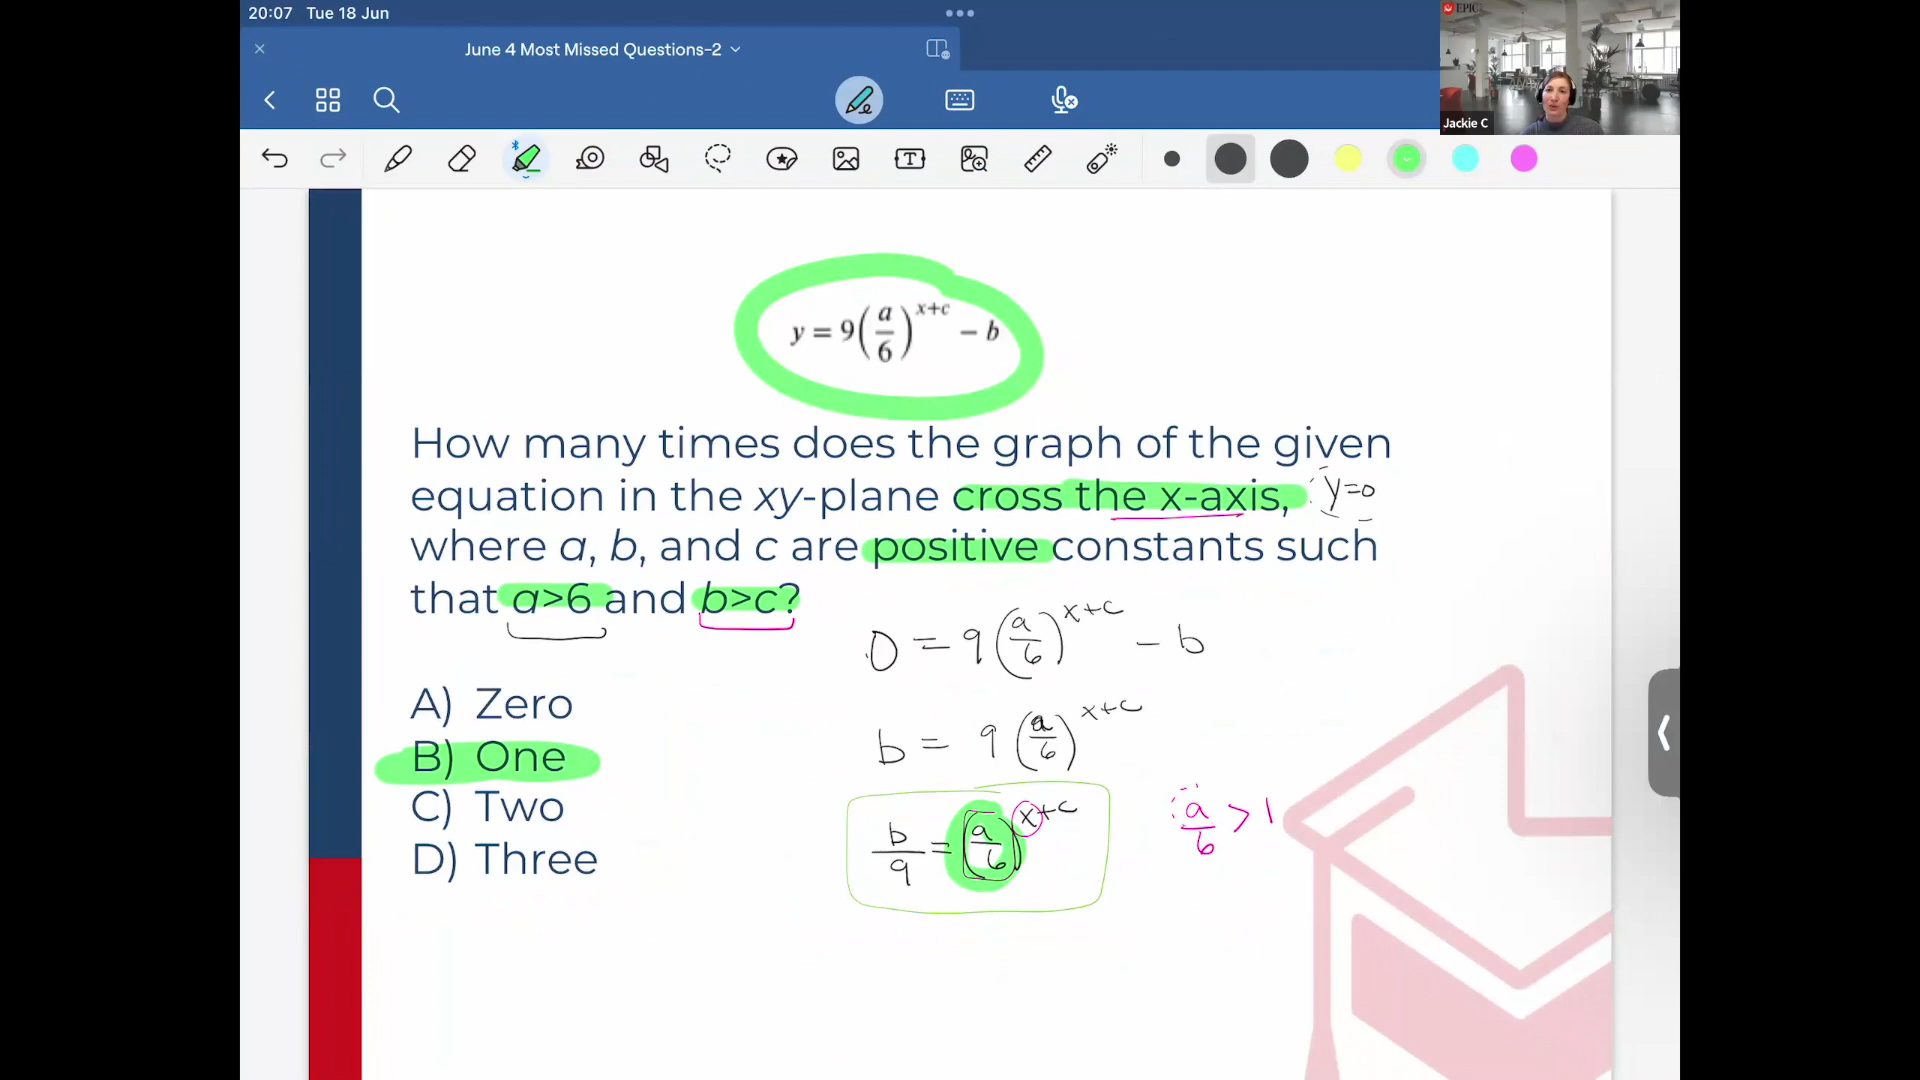 20:07 Tue 18 Jun
EPIC
June 4 Most Missed Questions-2
Jackie C
T
y = 9(a/6)^{x+c} − b
How many times does the graph of the given
equation in the xy-plane cross the x-axis, y=0
where a, b, and c are positive constants such
that a>6 and b>c?
0 = 9(a/6)^{x+c} - b
A) Zero
b = 9(a/6)^{x+c}
B) One
C) Two
b/9 = (a/6)^{x+c}
a/6 > 1
D) Three